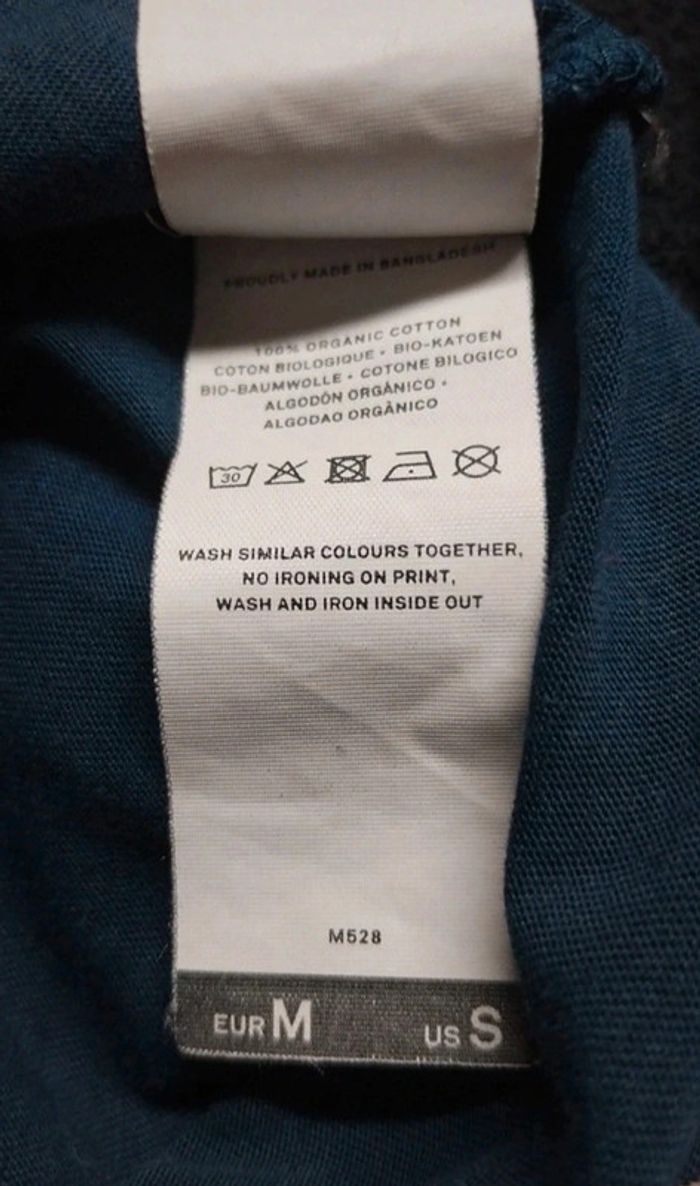 PROUDLY MADE IN BANGLADESH
100% ORGANIC COTTON
COTON BIOLOGIQUE • BIO-KATOEN
BIO-BAUMWOLLE • COTONE BILOGICO
ALGODÓN ORGÀNICO •
ALGODAO ORGÂNICO
30
WASH SIMILAR COLOURS TOGETHER,
NO IRONING ON PRINT,
WASH AND IRON INSIDE OUT
M528
EUR M US S